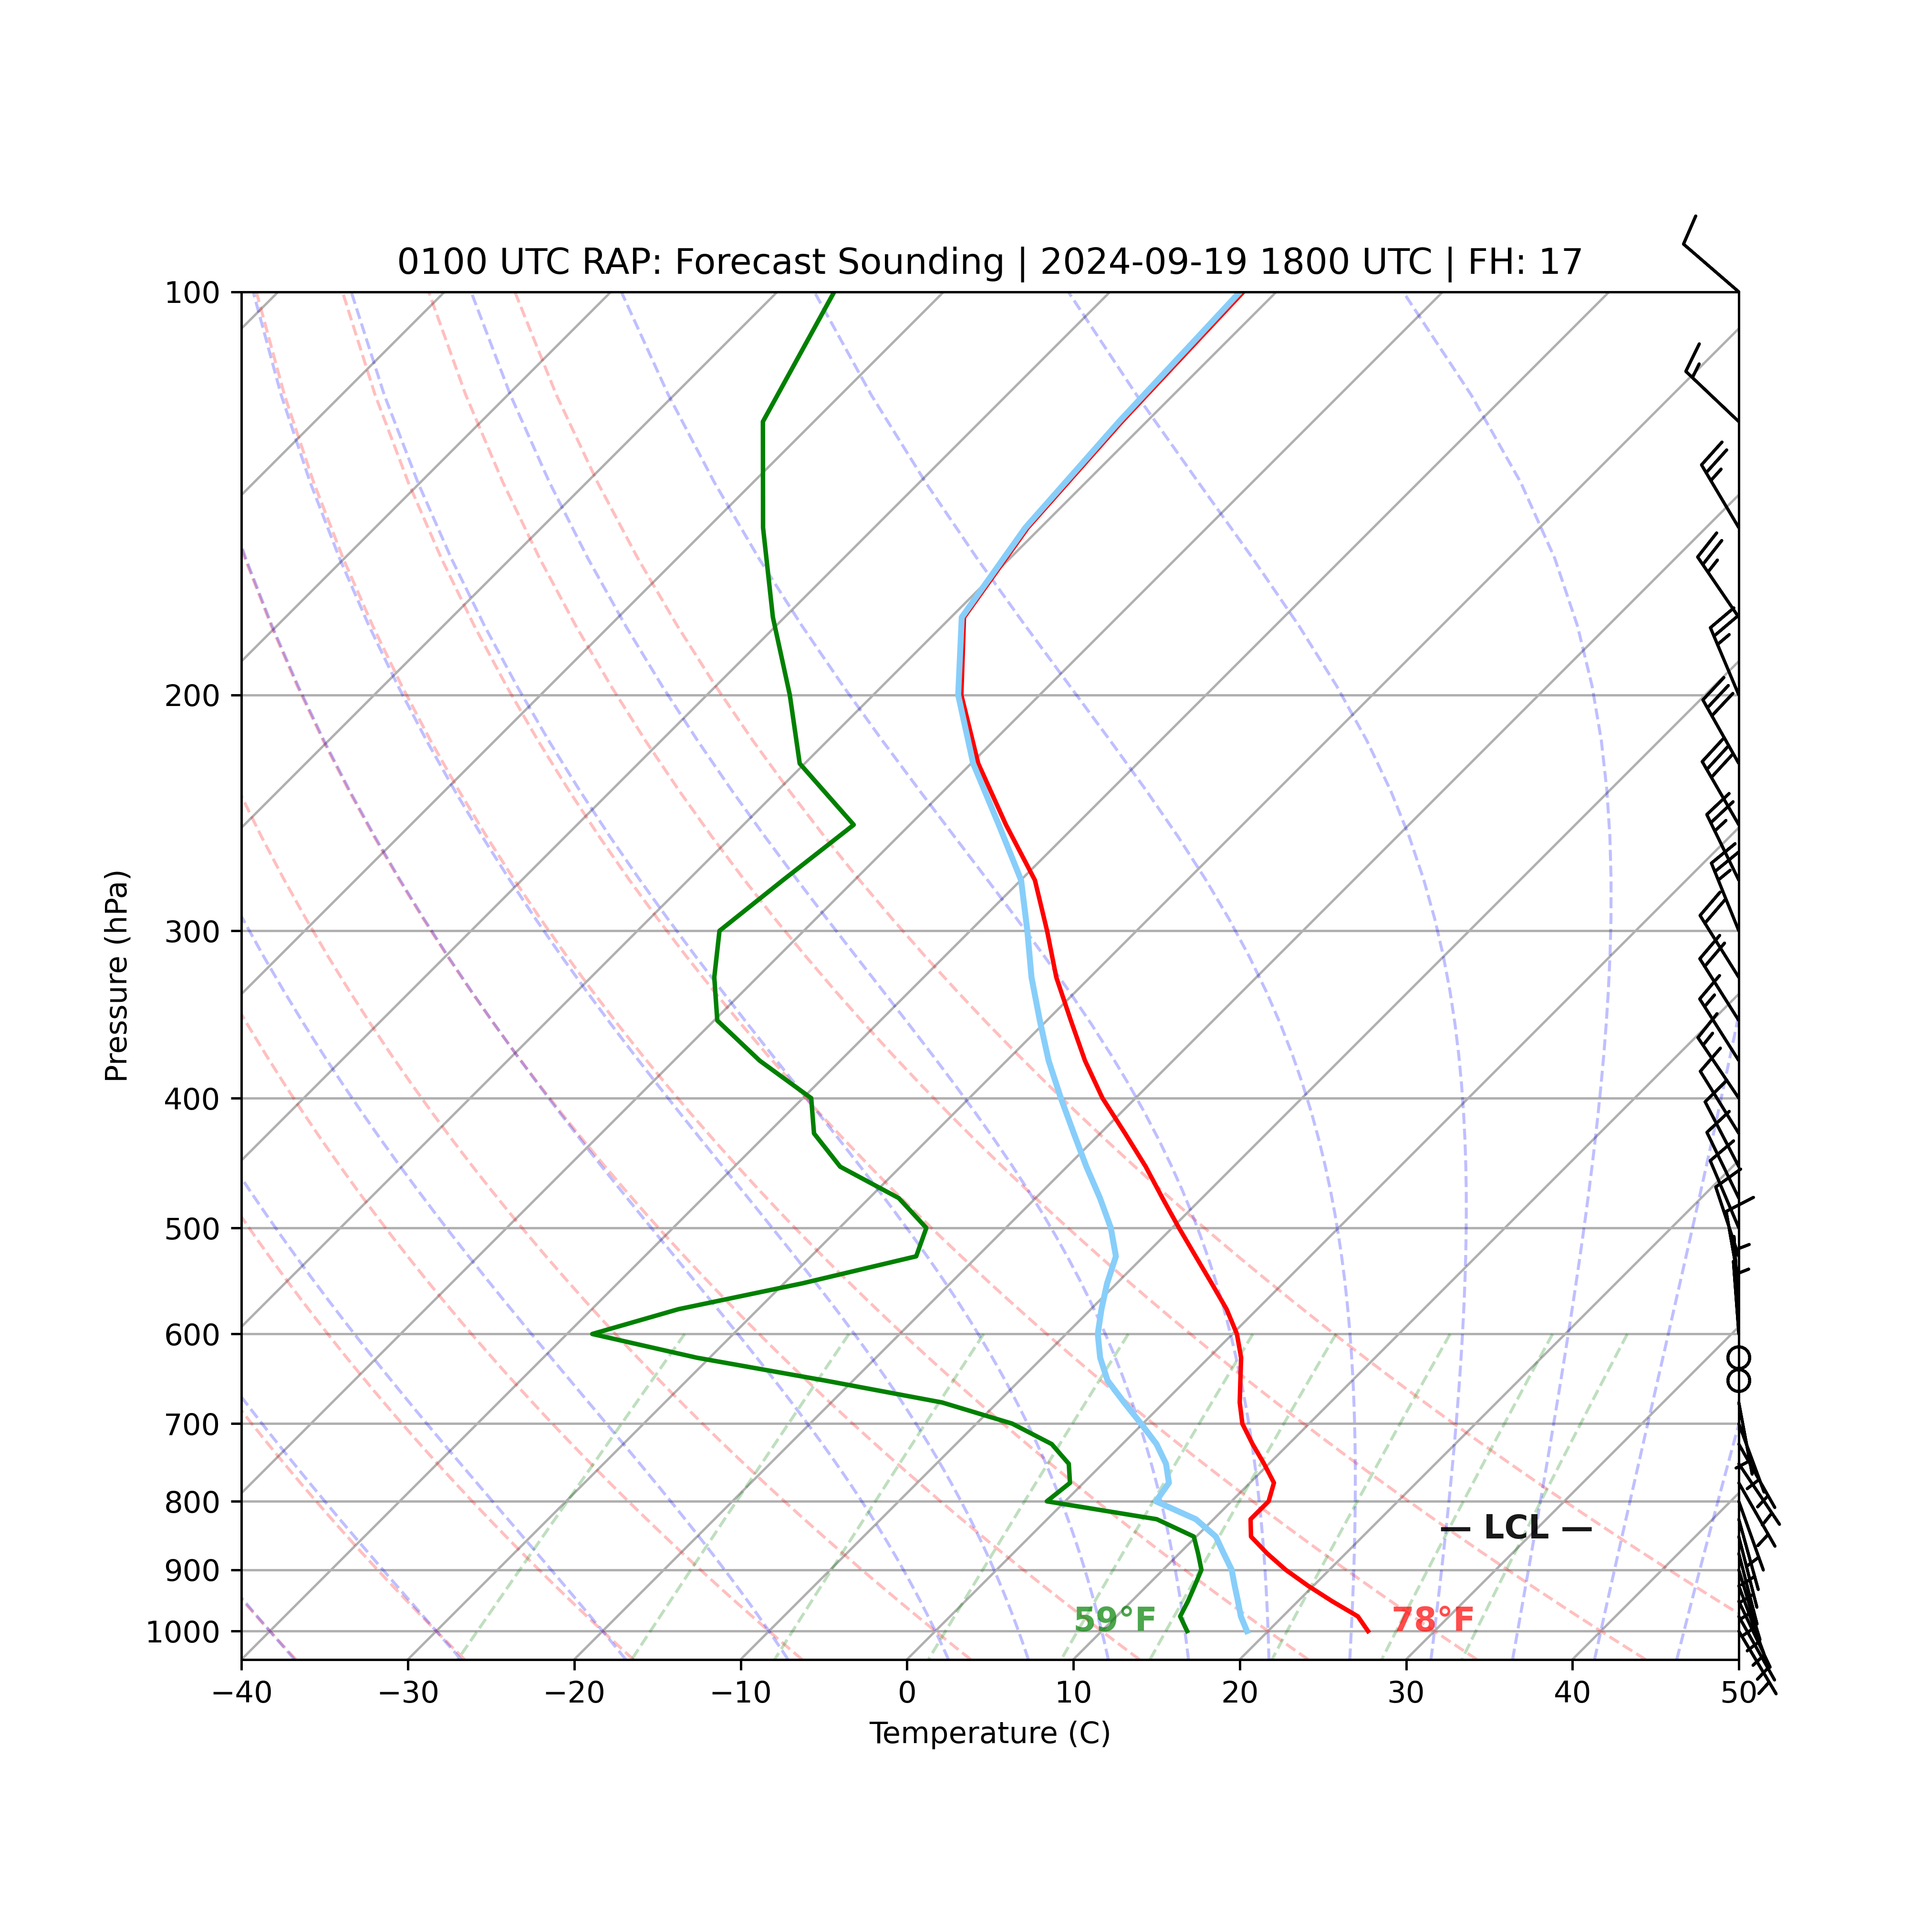 0100 UTC RAP: Forecast Sounding | 2024-09-19 1800 UTC | FH: 17
100
200
300
400
500
600
700
800
900
1000
Pressure (hPa)
— LCL —
59°F
78°F
−40 −30 −20 −10 0 10 20 30 40 50
Temperature (C)